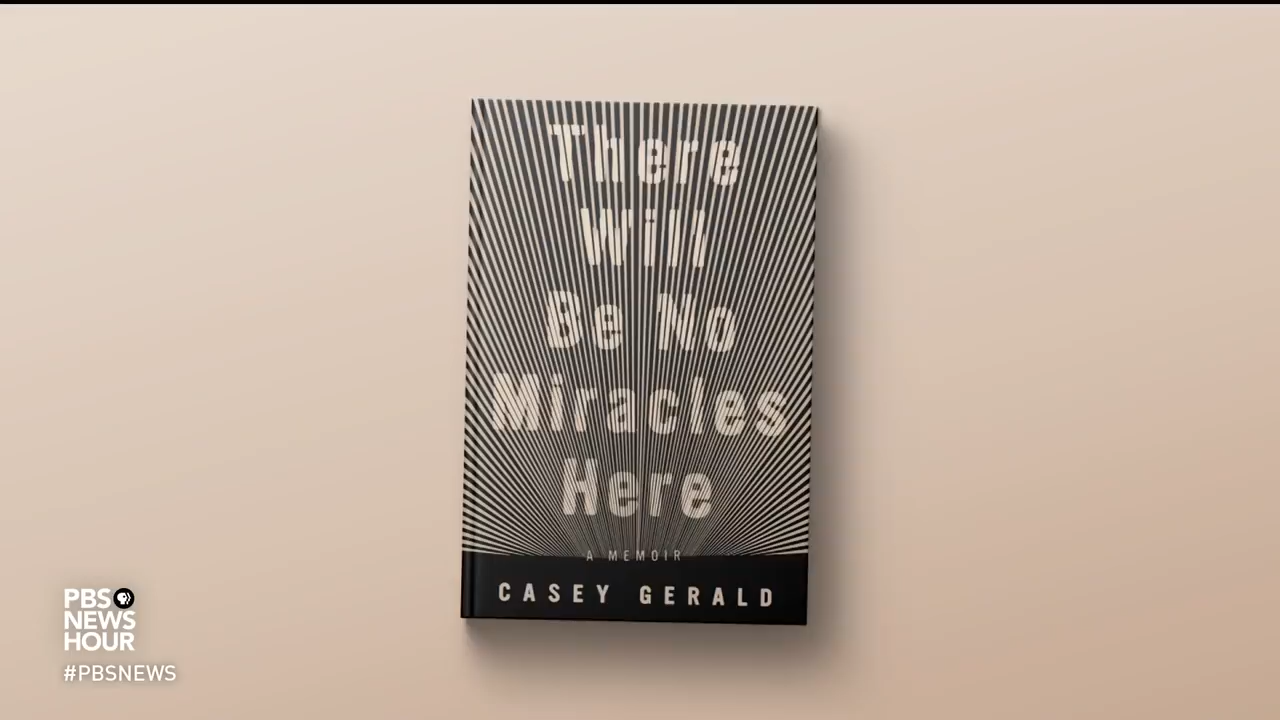 There
Will
Be No
Miracles
Here
A MEMOIR
CASEY GERALD
PBS
NEWS
HOUR
#PBSNEWS